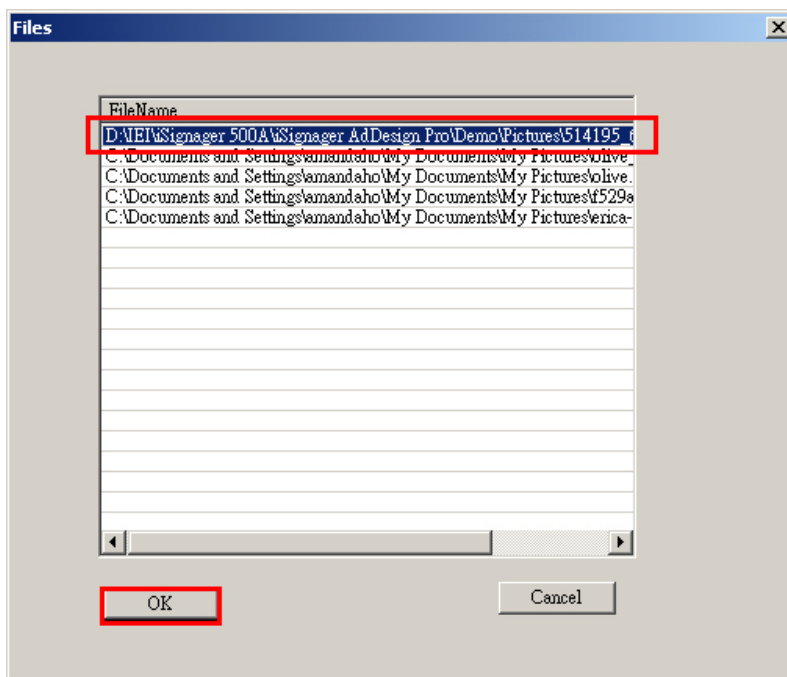 Files
FileName
D:\IEI\iSignager 500A\iSignager AdDesign Pro\Demo\Pictures\514195_6
C:\Documents and Settings\amandaho\My Documents\My Pictures\olive_
C:\Documents and Settings\amandaho\My Documents\My Pictures\olive.
C:\Documents and Settings\amandaho\My Documents\My Pictures\f529a
C:\Documents and Settings\amandaho\My Documents\My Pictures\erica-
OK
Cancel